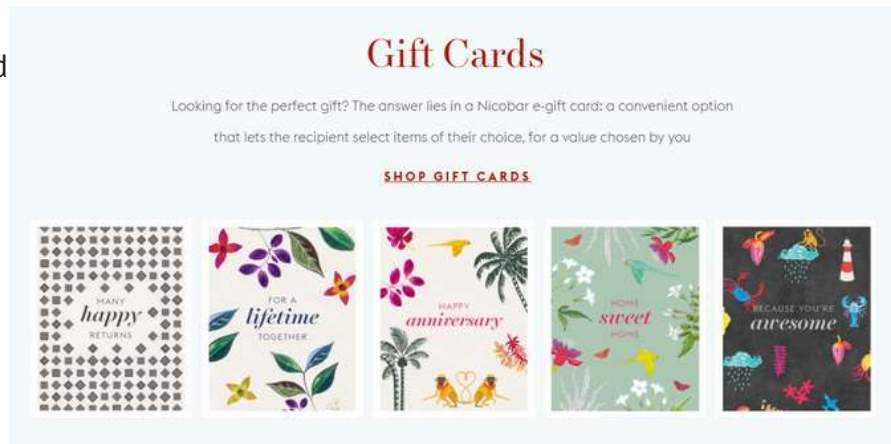 d
Gift Cards
Looking for the perfect gift? The answer lies in a Nicobar e-gift card: a convenient option
that lets the recipient select items of their choice, for a value chosen by you
SHOP GIFT CARDS
MANY
happy
RETURNS
FOR A
lifetime
TOGETHER
HAPPY
anniversary
HOME
sweet
HOME
BECAUSE YOU'RE
awesome